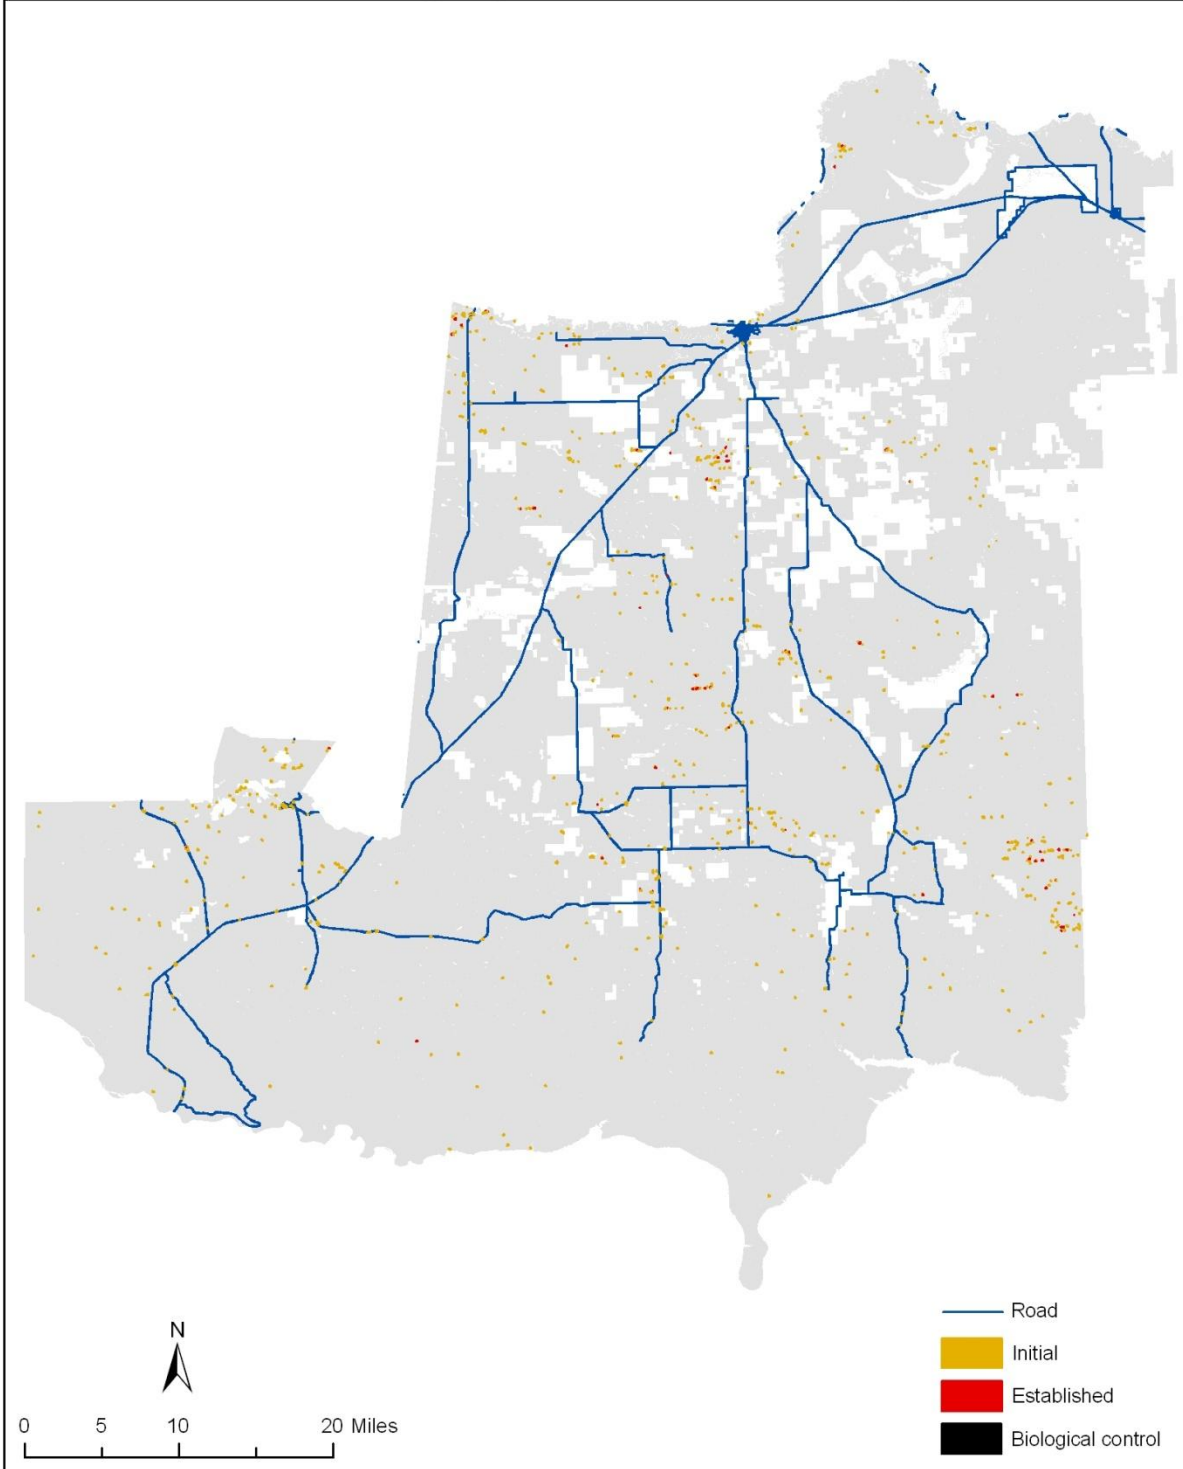 Road
Initial
Established
Biological control
N
0 5 10 20 Miles